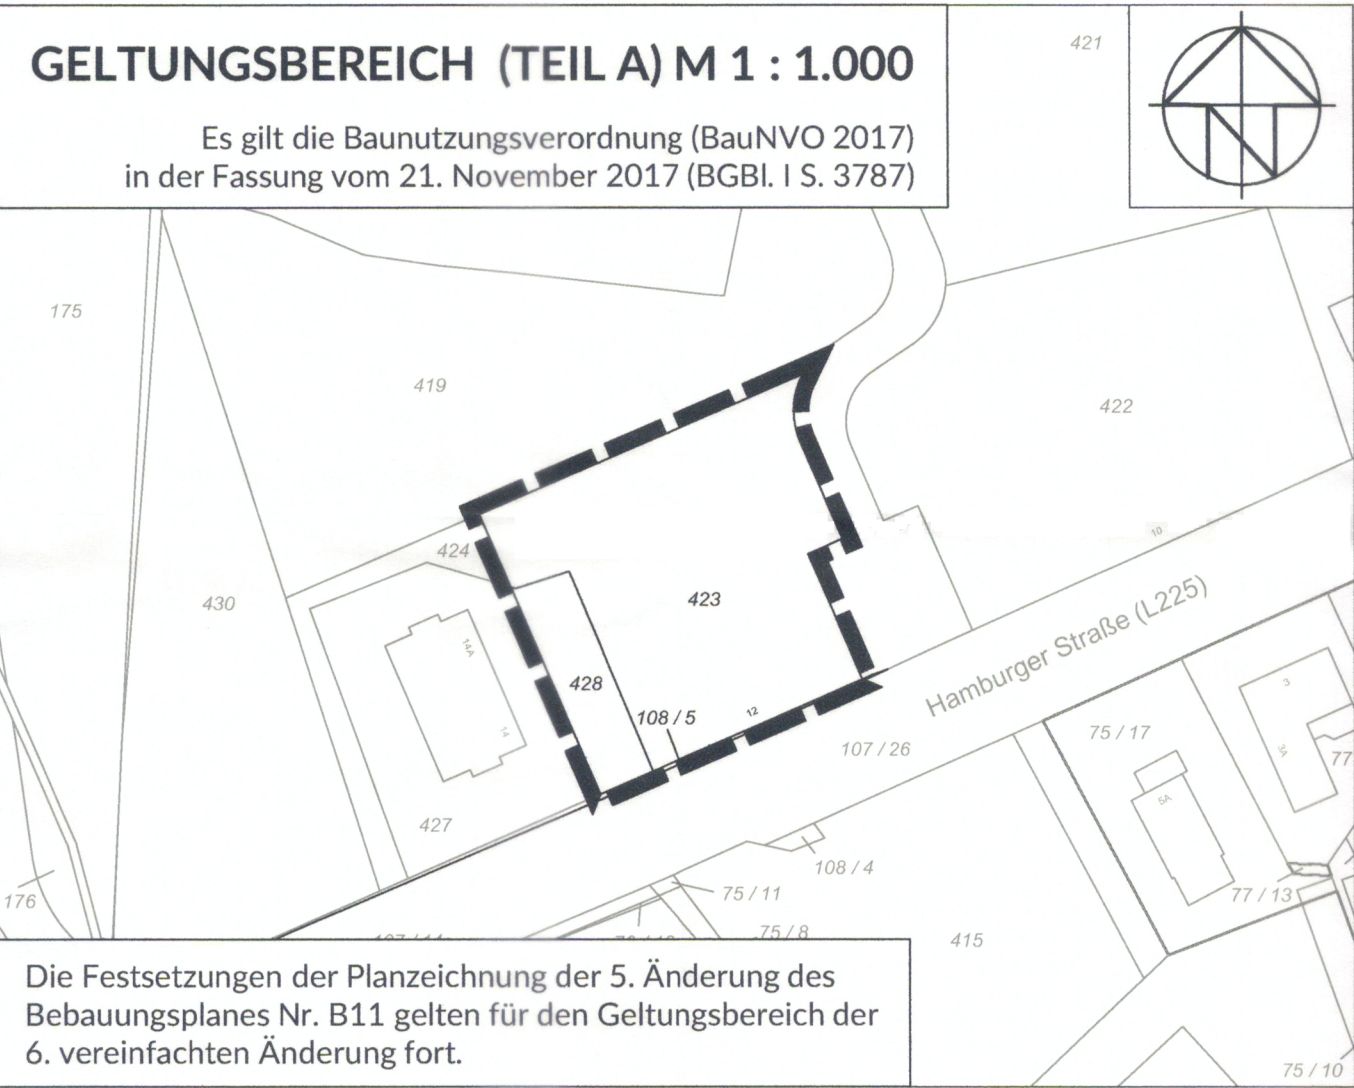 GELTUNGSBEREICH (TEIL A) M 1 : 1.000
Es gilt die Baunutzungsverordnung (BauNVO 2017)
in der Fassung vom 21. November 2017 (BGBl. I S. 3787)
N
421
175
419
422
10
424
430
423
14A
428
14
108 / 5
12
Hamburger Straße (L225)
107 / 26
75 / 17
3
3A
77
5A
427
108 / 4
75 / 11
77 / 13
176
75 / 8
415
Die Festsetzungen der Planzeichnung der 5. Änderung des
Bebauungsplanes Nr. B11 gelten für den Geltungsbereich der
6. vereinfachten Änderung fort.
75 / 10